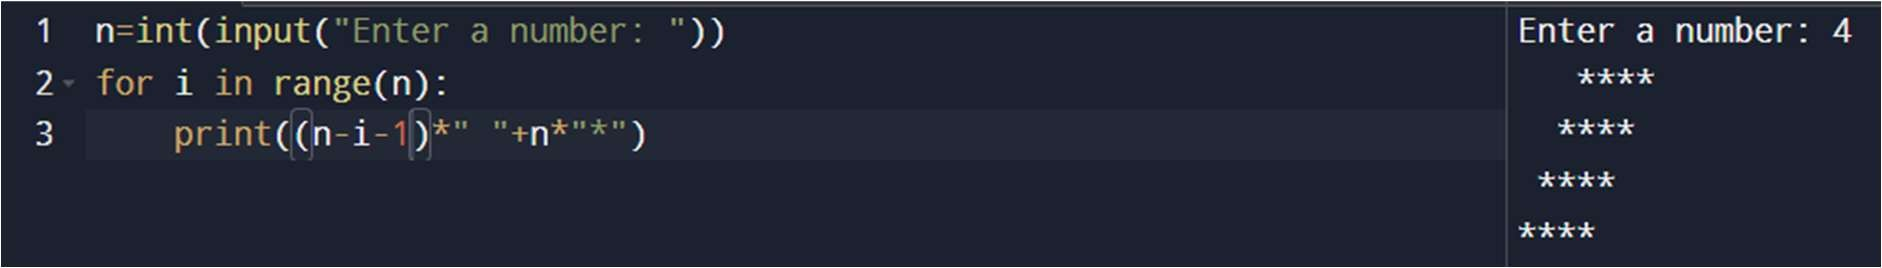 1 n=int(input("Enter a number: "))
2 for i in range(n):
3     print((n-i-1)*" "+n*"*")
Enter a number: 4
   ****
  ****
 ****
****